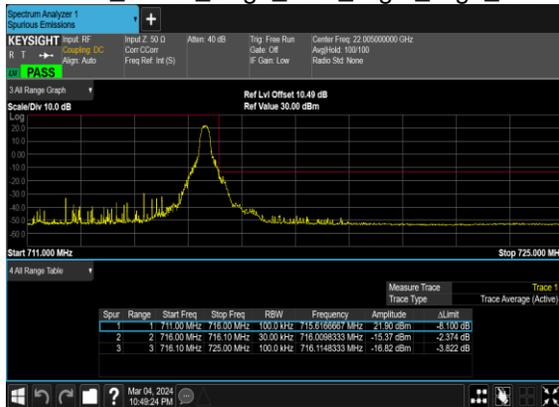 Spectrum Analyzer 1
Spurious Emissions
+
KEYSIGHT Input: RF Input Z: 50 Ω Atten: 40 dB Trig: Free Run Center Freq: 22.005000000 GHz
R T Coupling: DC Corr CCorr Gate: Off Avg|Hold: 100/100
Align: Auto Freq Ref: Int (S) IF Gain: Low Radio Std: None
LV PASS
3 All Range Graph Ref Lvl Offset 10.49 dB
Scale/Div 10.0 dB Ref Value 30.00 dBm
Log
20.0
10.0
0.00
-10.0
-20.0
-30.0
-40.0
-50.0
-60.0
Start 711.000 MHz Stop 725.000 MH
4 All Range Table
Measure Trace Trace 1
Trace Type Trace Average (Active)
Spur Range Start Freq Stop Freq RBW Frequency Amplitude ΔLimit
1 1 711.00 MHz 716.00 MHz 100.0 kHz 715.6166667 MHz 21.90 dBm -8.100 dB
2 2 716.00 MHz 716.10 MHz 30.00 kHz 716.0098333 MHz -15.37 dBm -2.374 dB
3 3 716.10 MHz 725.00 MHz 100.0 kHz 716.1148333 MHz -16.82 dBm -3.822 dB
? Mar 04, 2024
10:49:24 PM